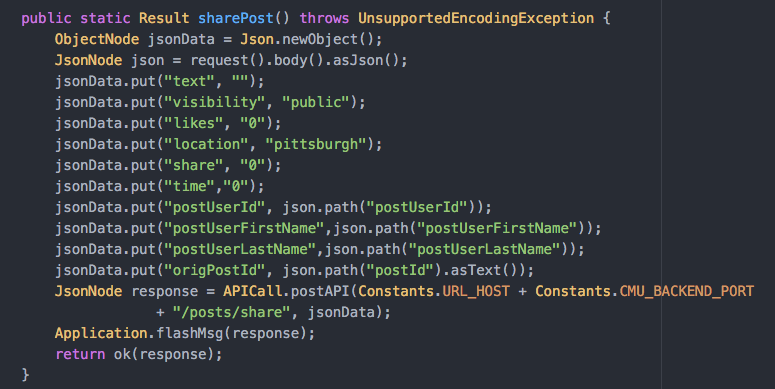 public static Result sharePost() throws UnsupportedEncodingException {
    ObjectNode jsonData = Json.newObject();
    JsonNode json = request().body().asJson();
    jsonData.put("text", "");
    jsonData.put("visibility", "public");
    jsonData.put("likes", "0");
    jsonData.put("location", "pittsburgh");
    jsonData.put("share", "0");
    jsonData.put("time","0");
    jsonData.put("postUserId", json.path("postUserId"));
    jsonData.put("postUserFirstName",json.path("postUserFirstName"));
    jsonData.put("postUserLastName",json.path("postUserLastName"));
    jsonData.put("origPostId", json.path("postId").asText());
    JsonNode response = APICall.postAPI(Constants.URL_HOST + Constants.CMU_BACKEND_PORT
                + "/posts/share", jsonData);
    Application.flashMsg(response);
    return ok(response);
}